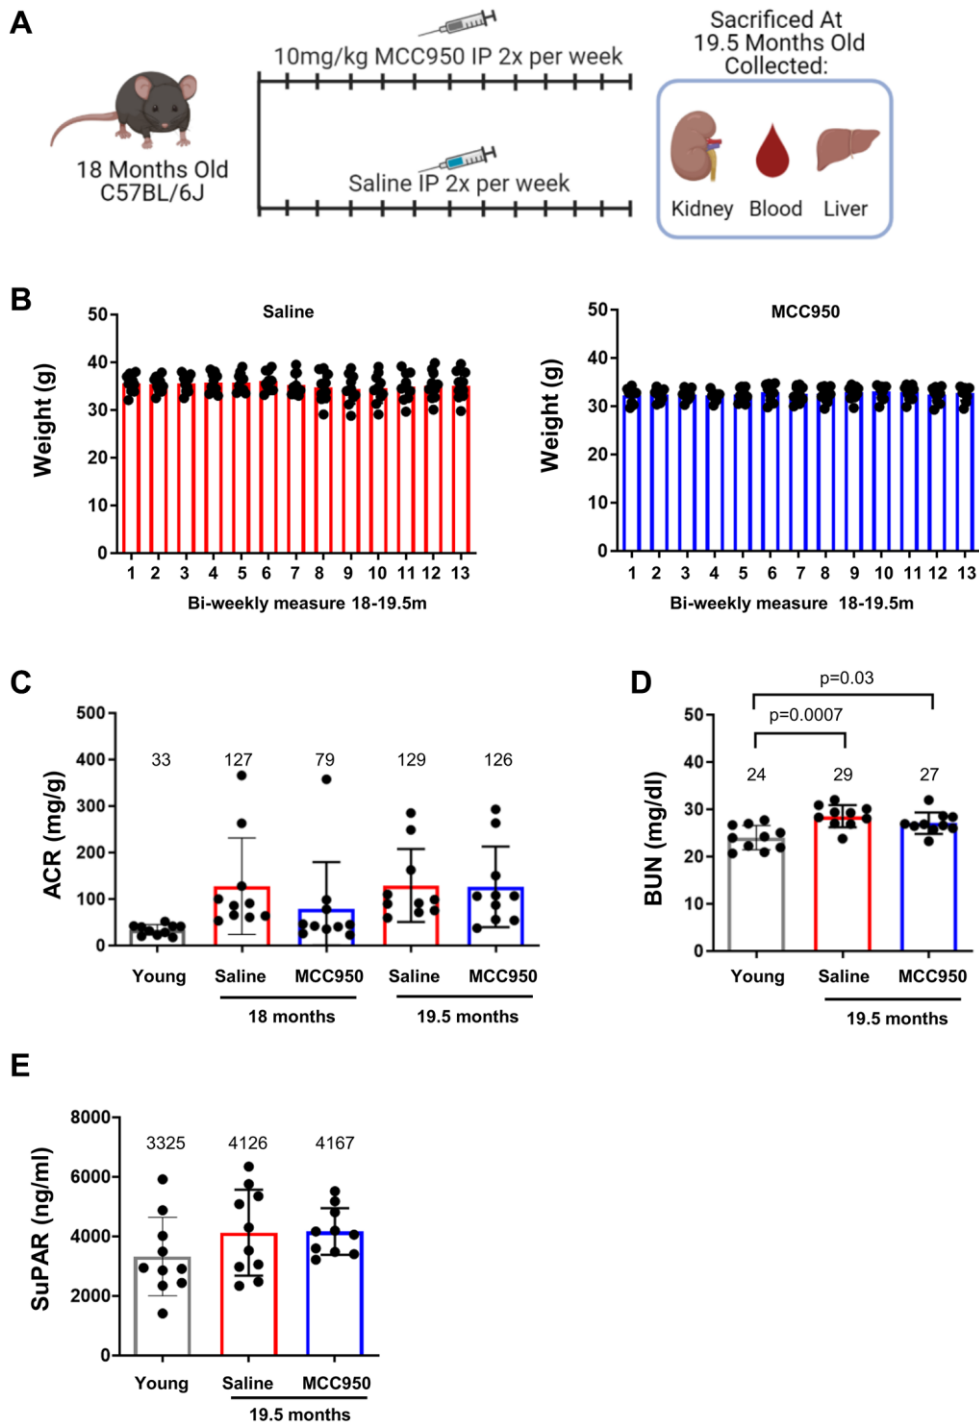 A
10mg/kg MCC950 IP 2x per week
Sacrificed At
19.5 Months Old
Collected:
18 Months Old
C57BL/6J
Saline IP 2x per week
Kidney Blood Liver
B
Saline
Weight (g)
50
40
30
20
10
0
1 2 3 4 5 6 7 8 9 10 11 12 13
Bi-weekly measure 18-19.5m
MCC950
Weight (g)
50
40
30
20
10
0
1 2 3 4 5 6 7 8 9 10 11 12 13
Bi-weekly measure 18-19.5m
C
ACR (mg/g)
500
400
300
200
100
0
33 127 79 129 126
Young Saline MCC950 Saline MCC950
18 months 19.5 months
D
p=0.03
p=0.0007
BUN (mg/dl)
50
40
30
20
10
0
24 29 27
Young Saline MCC950
19.5 months
E
SuPAR (ng/ml)
8000
6000
4000
2000
0
3325 4126 4167
Young Saline MCC950
19.5 months